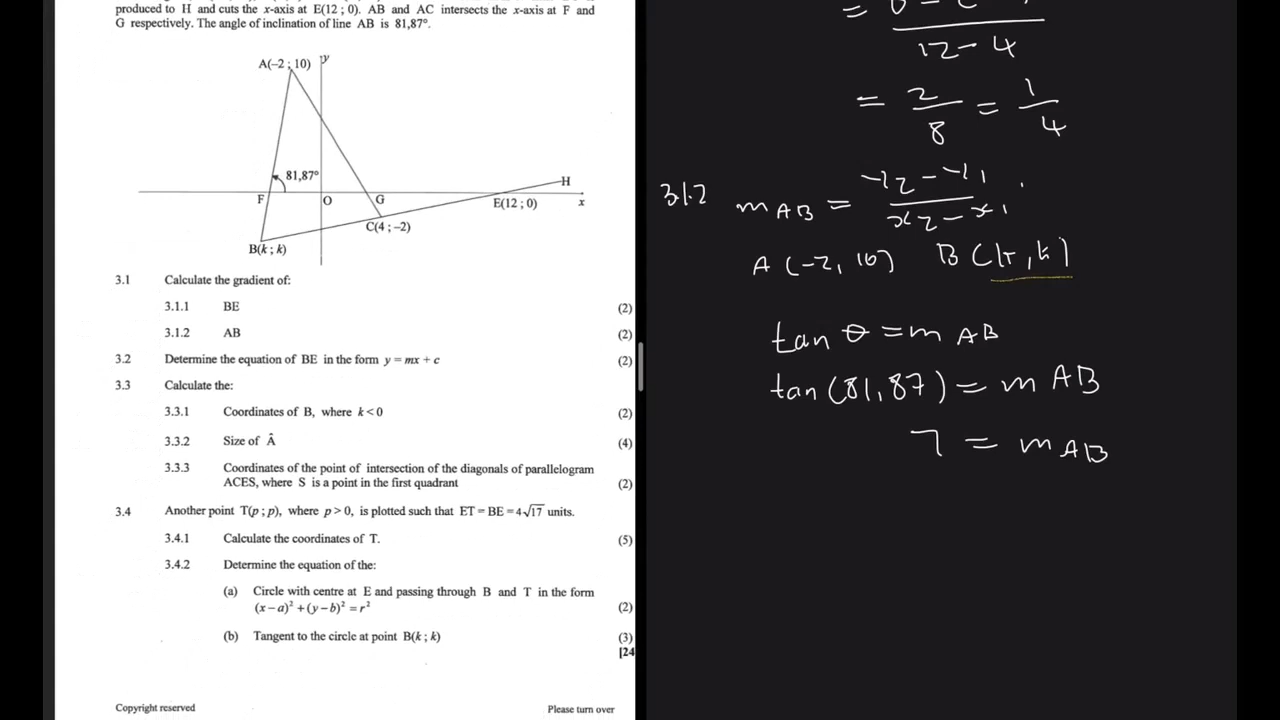 produced to H and cuts the x-axis at E(12 ; 0). AB and AC intersects the x-axis at F and
G respectively. The angle of inclination of line AB is 81,87°.
A(−2 ; 10)
y
81,87°
H
F
O
G
E(12 ; 0)
x
C(4 ; −2)
B(k ; k)
3.1 Calculate the gradient of:
3.1.1 BE (2)
3.1.2 AB (2)
3.2 Determine the equation of BE in the form y = mx + c (2)
3.3 Calculate the:
3.3.1 Coordinates of B, where k < 0 (2)
3.3.2 Size of Â (4)
3.3.3 Coordinates of the point of intersection of the diagonals of parallelogram
ACES, where S is a point in the first quadrant (2)
3.4 Another point T(p ; p), where p > 0, is plotted such that ET = BE = 4√17 units.
3.4.1 Calculate the coordinates of T. (5)
3.4.2 Determine the equation of the:
(a) Circle with centre at E and passing through B and T in the form
(x − a)² + (y − b)² = r² (2)
(b) Tangent to the circle at point B(k ; k) (3)
[24
Copyright reserved Please turn over
12 − 4
= 2/8 = 1/4
3.1.2 m AB = y2 − y1 / x2 − x1
A (−2, 10) B (k, k)
tan θ = m AB
tan (81,87) = m AB
7 = m AB